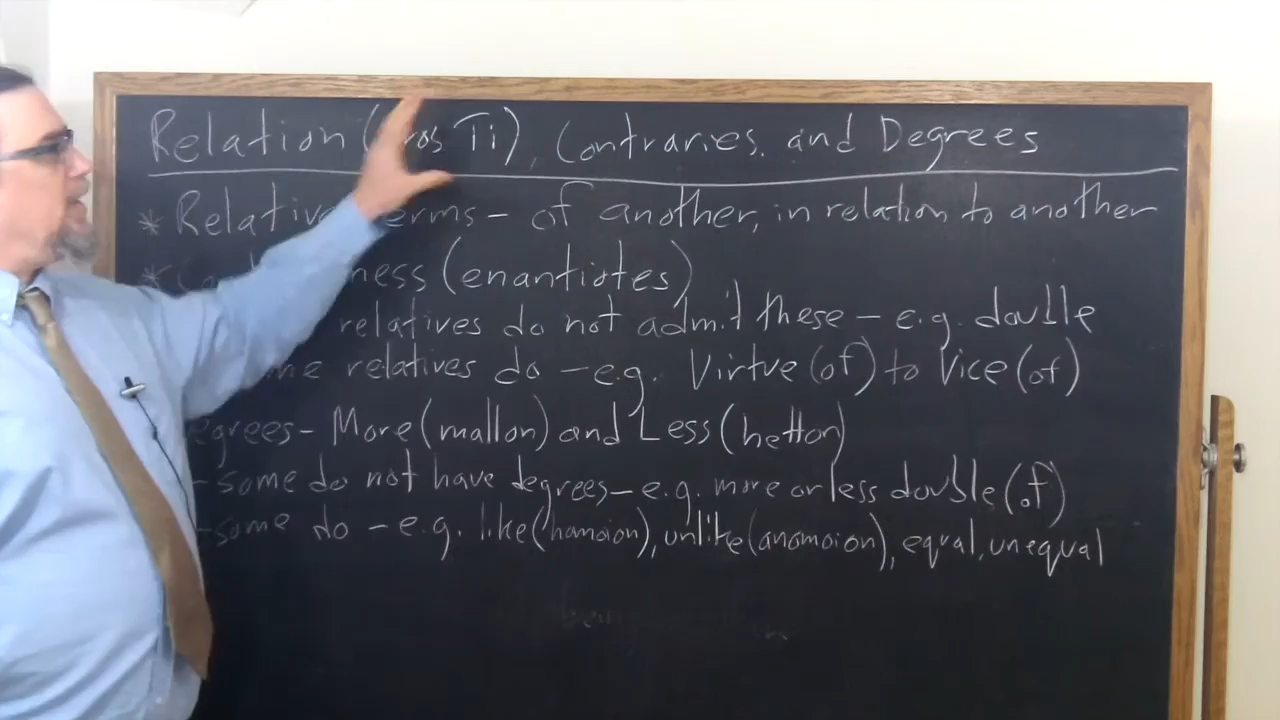 Relation (Pros Ti), Contraries and Degrees
* Relative terms - of another, in relation to another
* ness (enantiotes)
relatives do not admit these - e.g. double
relatives do - e.g. Virtue (of) to Vice (of)
egrees - More (mallon) and Less (hetton)
- some do not have degrees - e.g. more or less double (of)
- some do - e.g. like (homoion), unlike (anomoion), equal, unequal